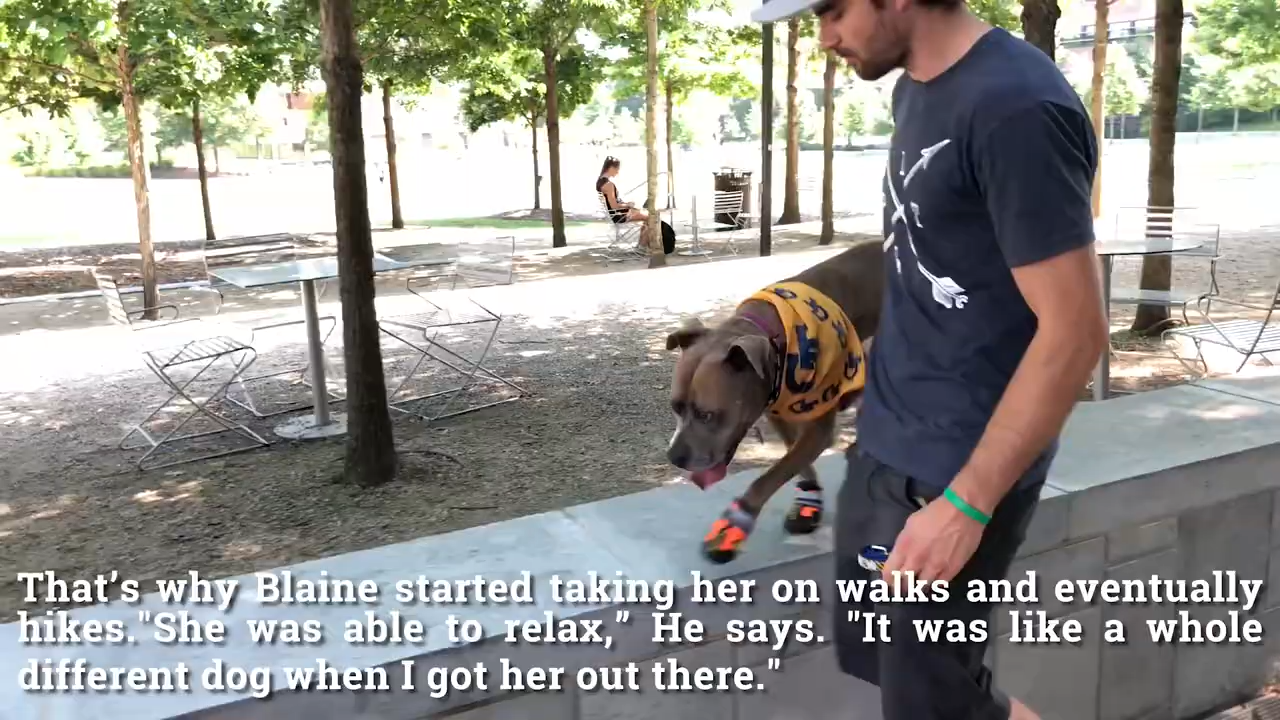 That’s why Blaine started taking her on walks and eventually
hikes."She was able to relax,” He says. "It was like a whole
different dog when I got her out there."